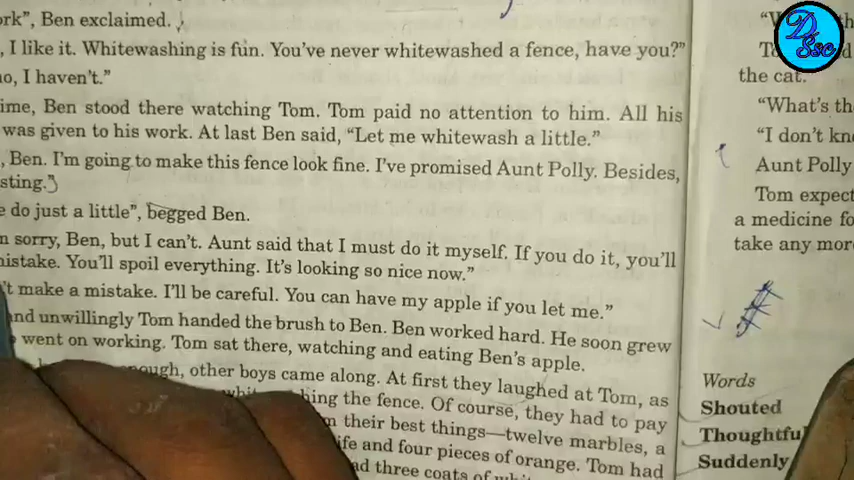 ork”, Ben exclaimed.
, I like it. Whitewashing is fun. You’ve never whitewashed a fence, have you?”
no, I haven’t.”
ime, Ben stood there watching Tom. Tom paid no attention to him. All his
was given to his work. At last Ben said, “Let me whitewash a little.”
, Ben. I’m going to make this fence look fine. I’ve promised Aunt Polly. Besides,
sting.”
e do just a little”, begged Ben.
n sorry, Ben, but I can’t. Aunt said that I must do it myself. If you do it, you’ll
mistake. You’ll spoil everything. It’s looking so nice now.”
’t make a mistake. I’ll be careful. You can have my apple if you let me.”
and unwillingly Tom handed the brush to Ben. Ben worked hard. He soon grew
went on working. Tom sat there, watching and eating Ben’s apple.
nough, other boys came along. At first they laughed at Tom, as
hing the fence. Of course, they had to pay
m their best things—twelve marbles, a
ife and four pieces of orange. Tom had
ad three coats of
D Ssc
the cat.
“What’s th
“I don’t kn
Aunt Polly
Tom expect
a medicine fo
take any mor
Words
Shouted
Thoughtfu
Suddenly